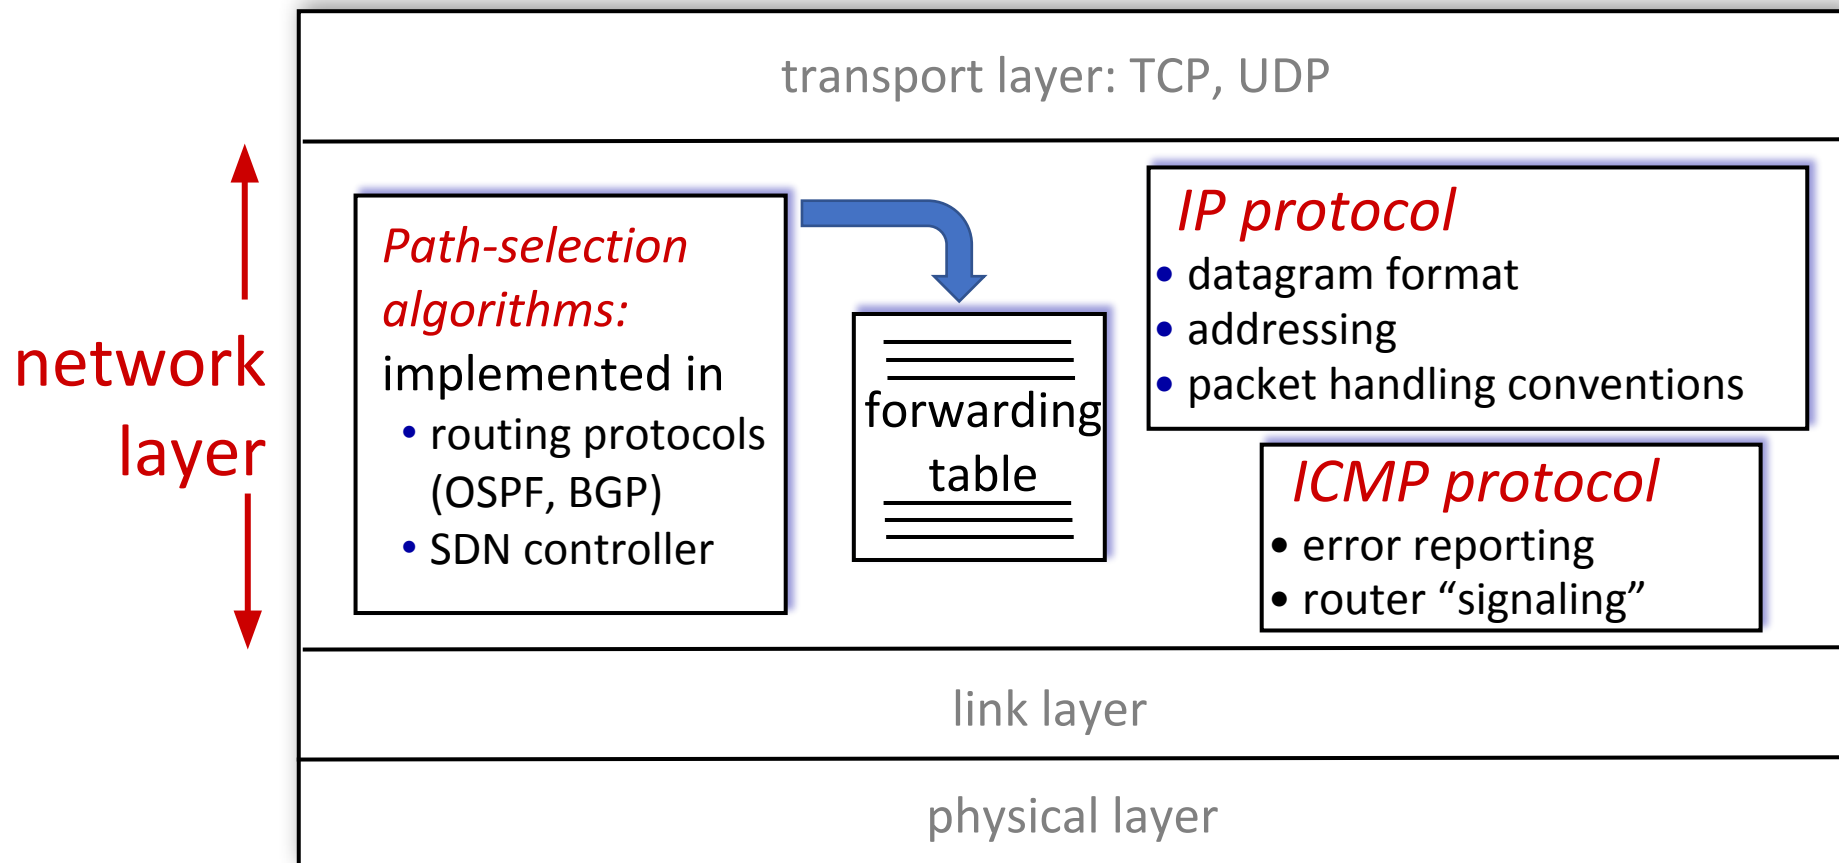 transport layer: TCP, UDP
network
layer
Path-selection
algorithms:
implemented in
• routing protocols
(OSPF, BGP)
• SDN controller
forwarding
table
IP protocol
• datagram format
• addressing
• packet handling conventions
ICMP protocol
• error reporting
• router “signaling”
link layer
physical layer